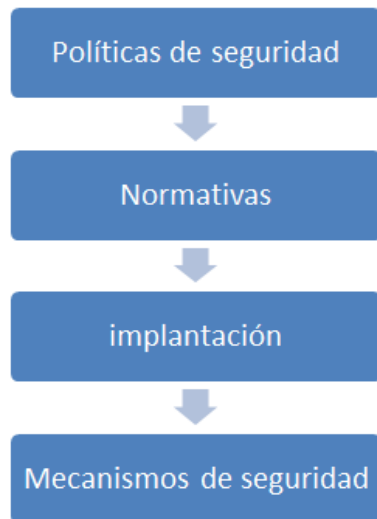 Políticas de seguridad
Normativas
implantación
Mecanismos de seguridad